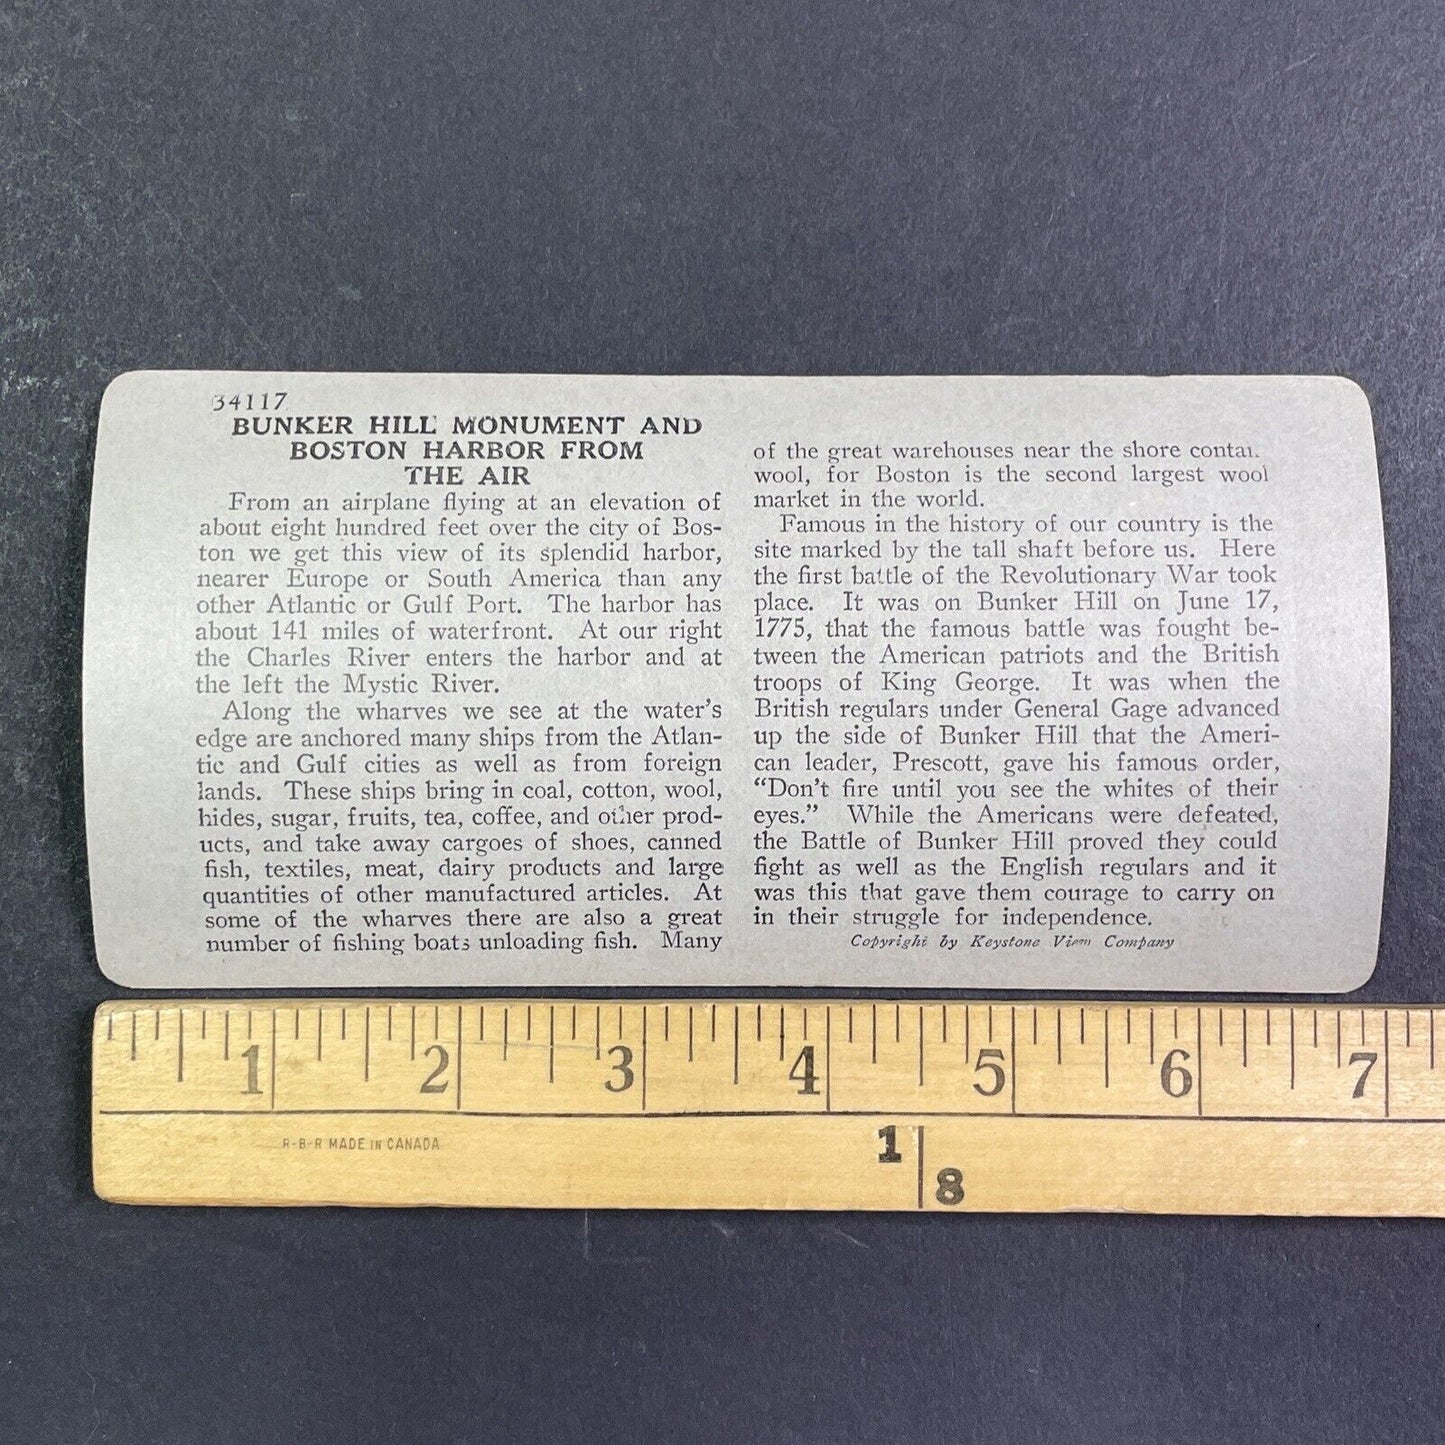 34117
BUNKER HILL MONUMENT AND
BOSTON HARBOR FROM
THE AIR
From an airplane flying at an elevation of
about eight hundred feet over the city of Bos-
ton we get this view of its splendid harbor,
nearer Europe or South America than any
other Atlantic or Gulf Port. The harbor has
about 141 miles of waterfront. At our right
the Charles River enters the harbor and at
the left the Mystic River.
Along the wharves we see at the water's
edge are anchored many ships from the Atlan-
tic and Gulf cities as well as from foreign
lands. These ships bring in coal, cotton, wool,
hides, sugar, fruits, tea, coffee, and other prod-
ucts, and take away cargoes of shoes, canned
fish, textiles, meat, dairy products and large
quantities of other manufactured articles. At
some of the wharves there are also a great
number of fishing boats unloading fish. Many
of the great warehouses near the shore contai.
wool, for Boston is the second largest wool
market in the world.
Famous in the history of our country is the
site marked by the tall shaft before us. Here
the first battle of the Revolutionary War took
place. It was on Bunker Hill on June 17,
1775, that the famous battle was fought be-
tween the American patriots and the British
troops of King George. It was when the
British regulars under General Gage advanced
up the side of Bunker Hill that the Ameri-
can leader, Prescott, gave his famous order,
"Don't fire until you see the whites of their
eyes." While the Americans were defeated,
the Battle of Bunker Hill proved they could
fight as well as the English regulars and it
was this that gave them courage to carry on
in their struggle for independence.
Copyright by Keystone View Company
1 2 3 4 5 6 7
R-B-R MADE IN CANADA
1
8